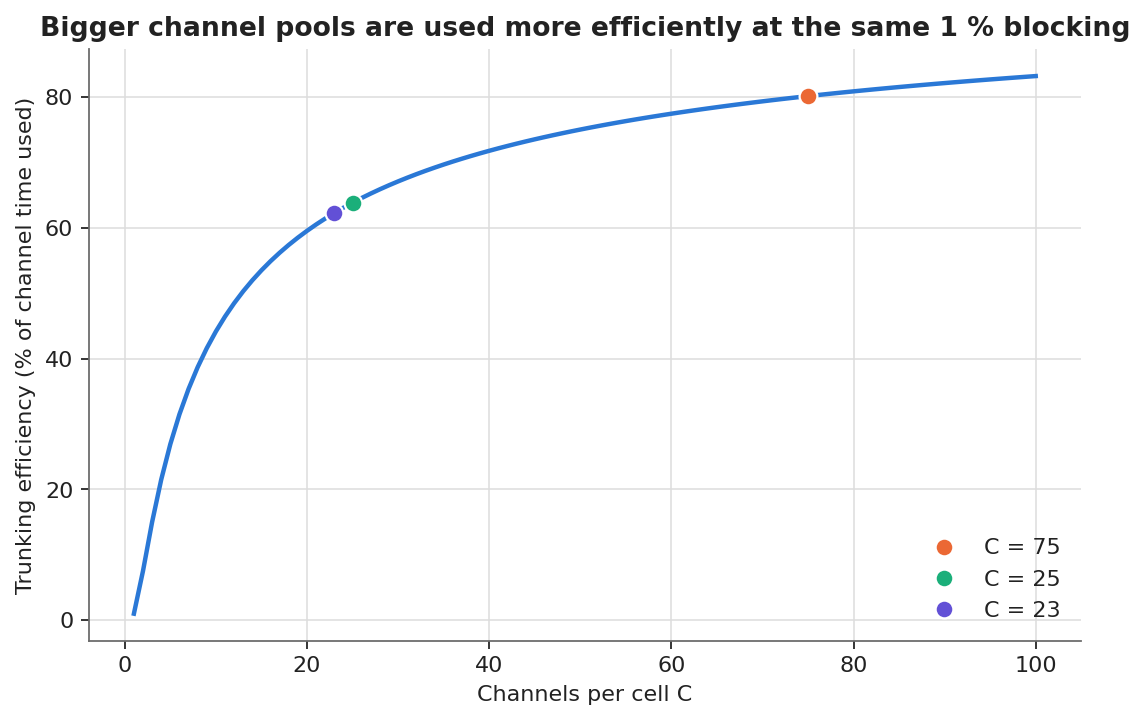 Bigger channel pools are used more efficiently at the same 1 % blocking
Trunking efficiency (% of channel time used)
80
60
40
20
0
C = 75
C = 25
C = 23
0 20 40 60 80 100
Channels per cell C